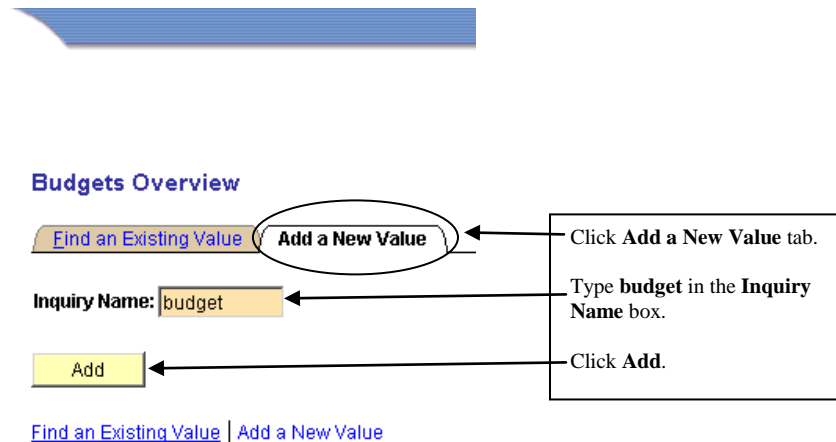 Budgets Overview
Find an Existing Value Add a New Value
Click Add a New Value tab.
Inquiry Name: budget
Type budget in the Inquiry
Name box.
Add
Click Add.
Find an Existing Value | Add a New Value